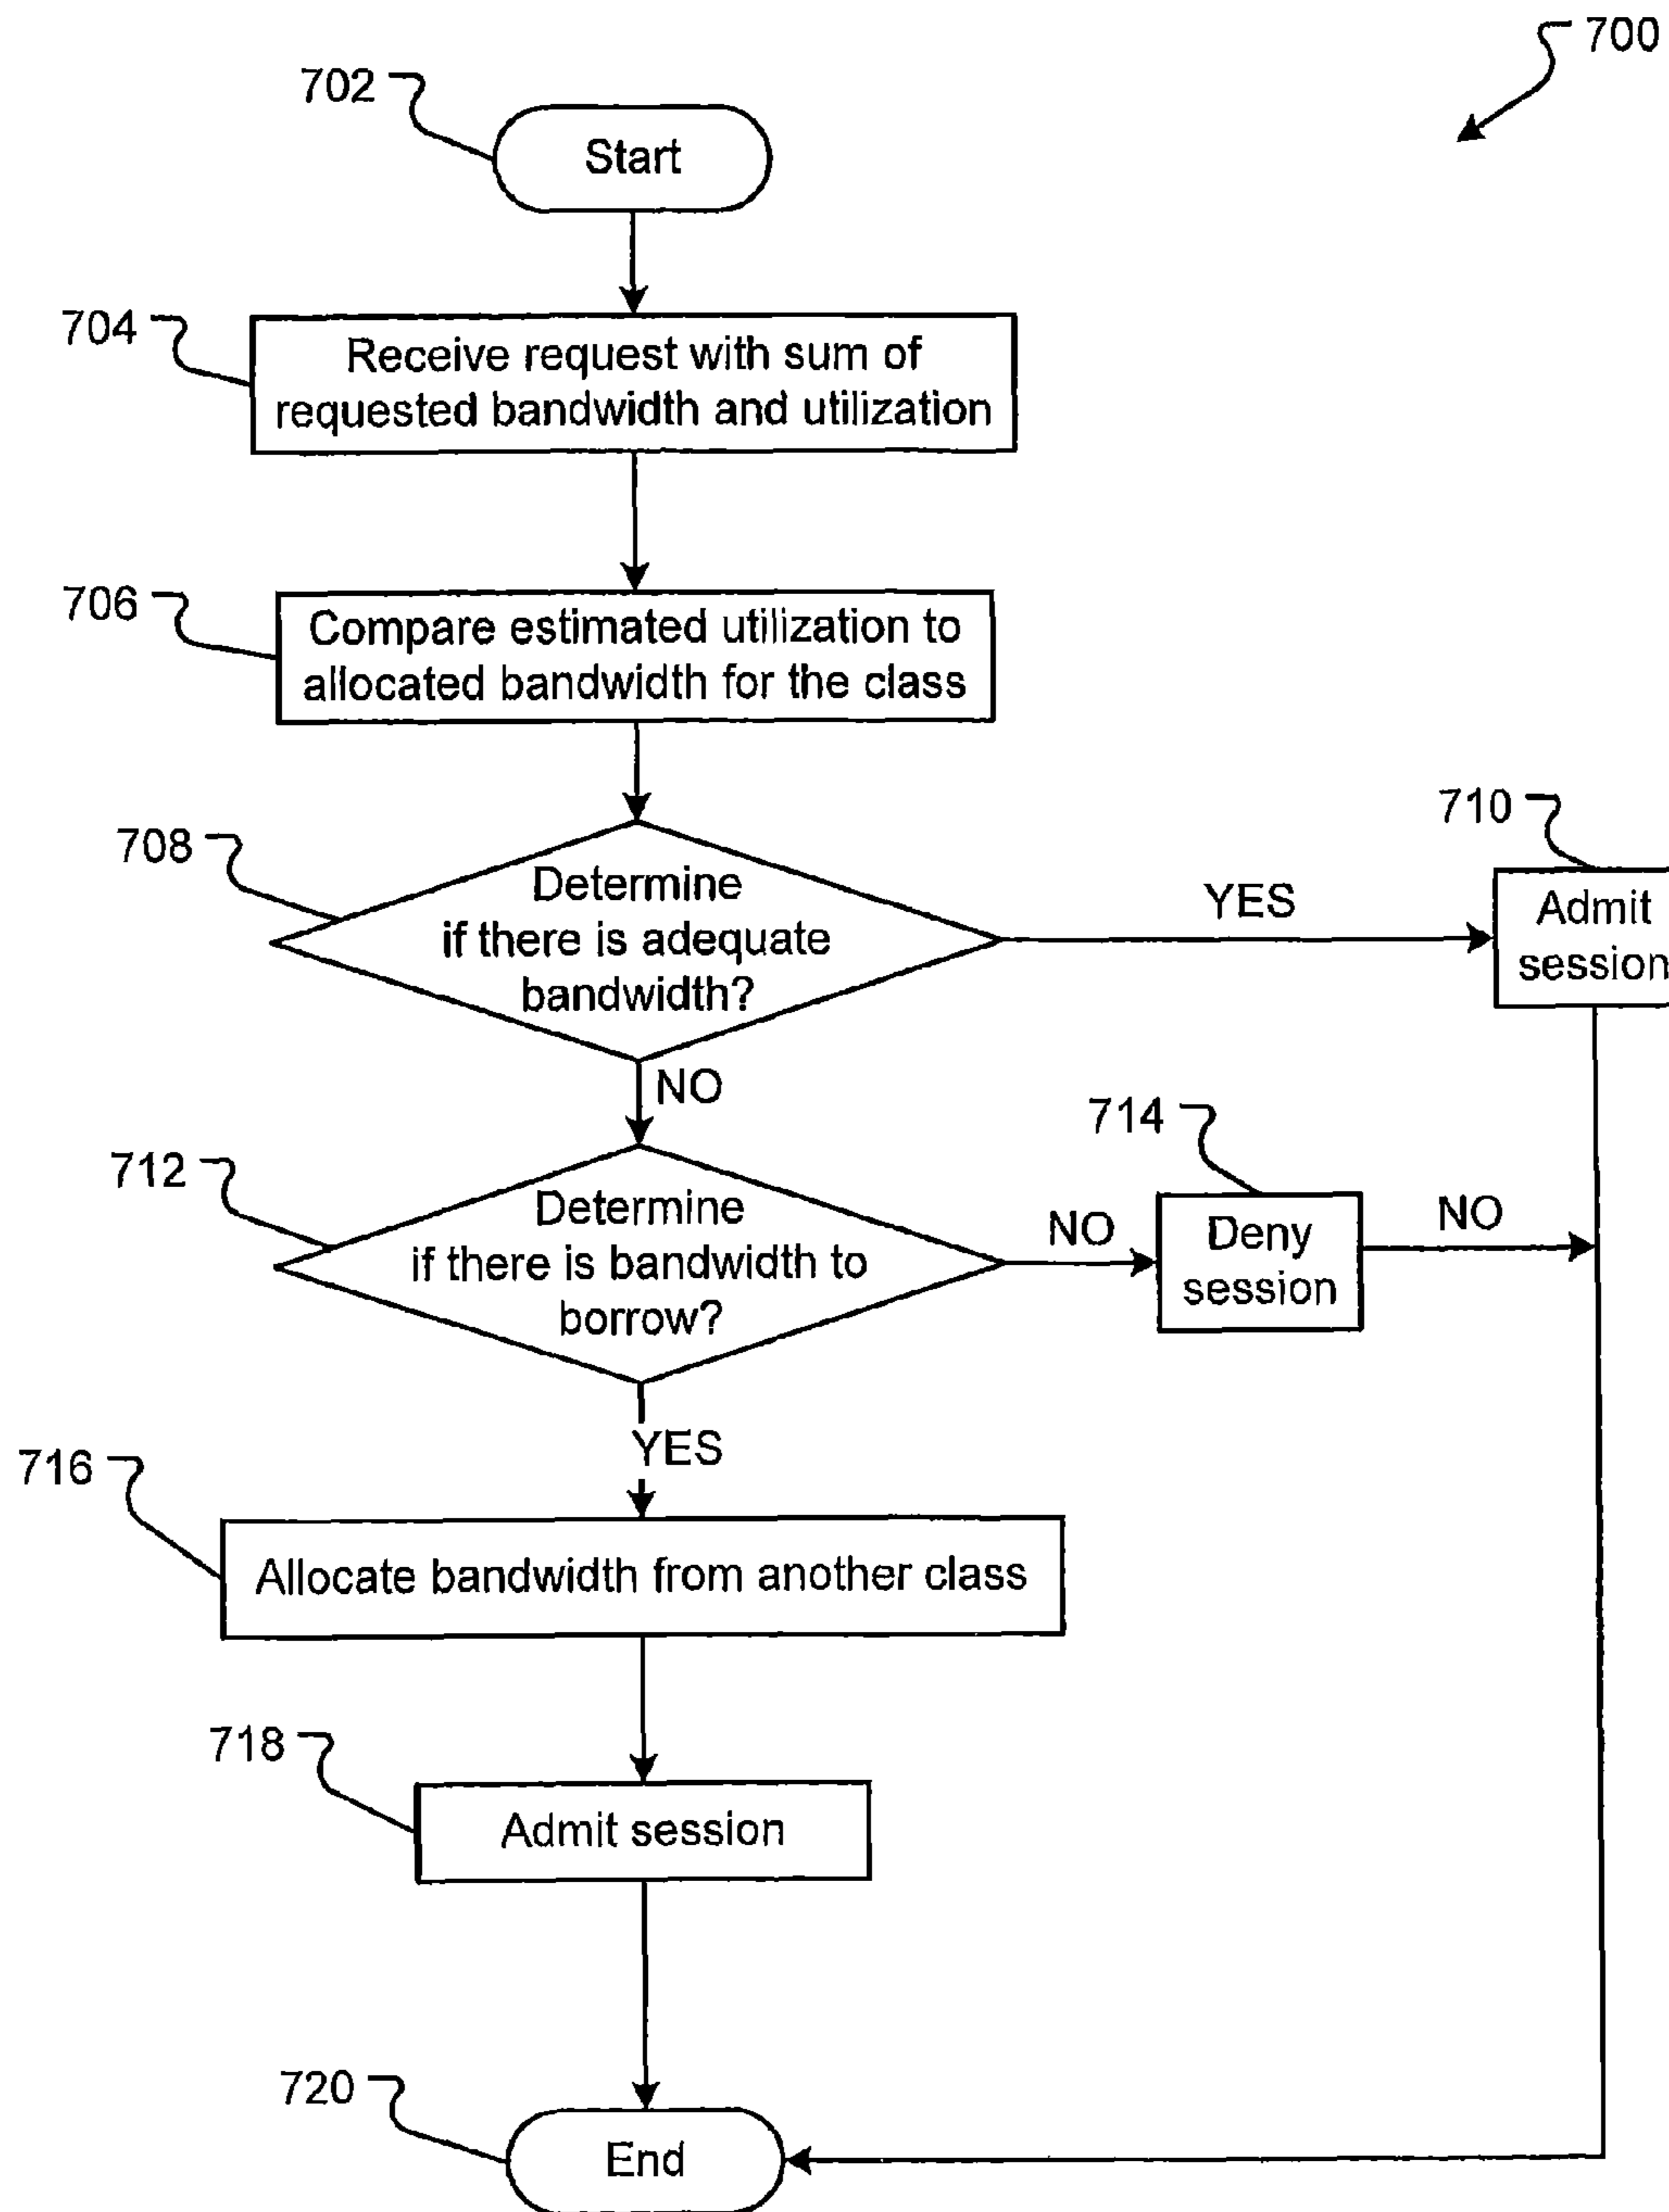 700
702
Start
704
Receive request with sum of
requested bandwidth and utilization
706
Compare estimated utilization to
allocated bandwidth for the class
708
Determine
if there is adequate
bandwidth?
YES
710
Admit
session
NO
712
Determine
if there is bandwidth to
borrow?
NO
714
Deny
session
NO
YES
716
Allocate bandwidth from another class
718
Admit session
720
End